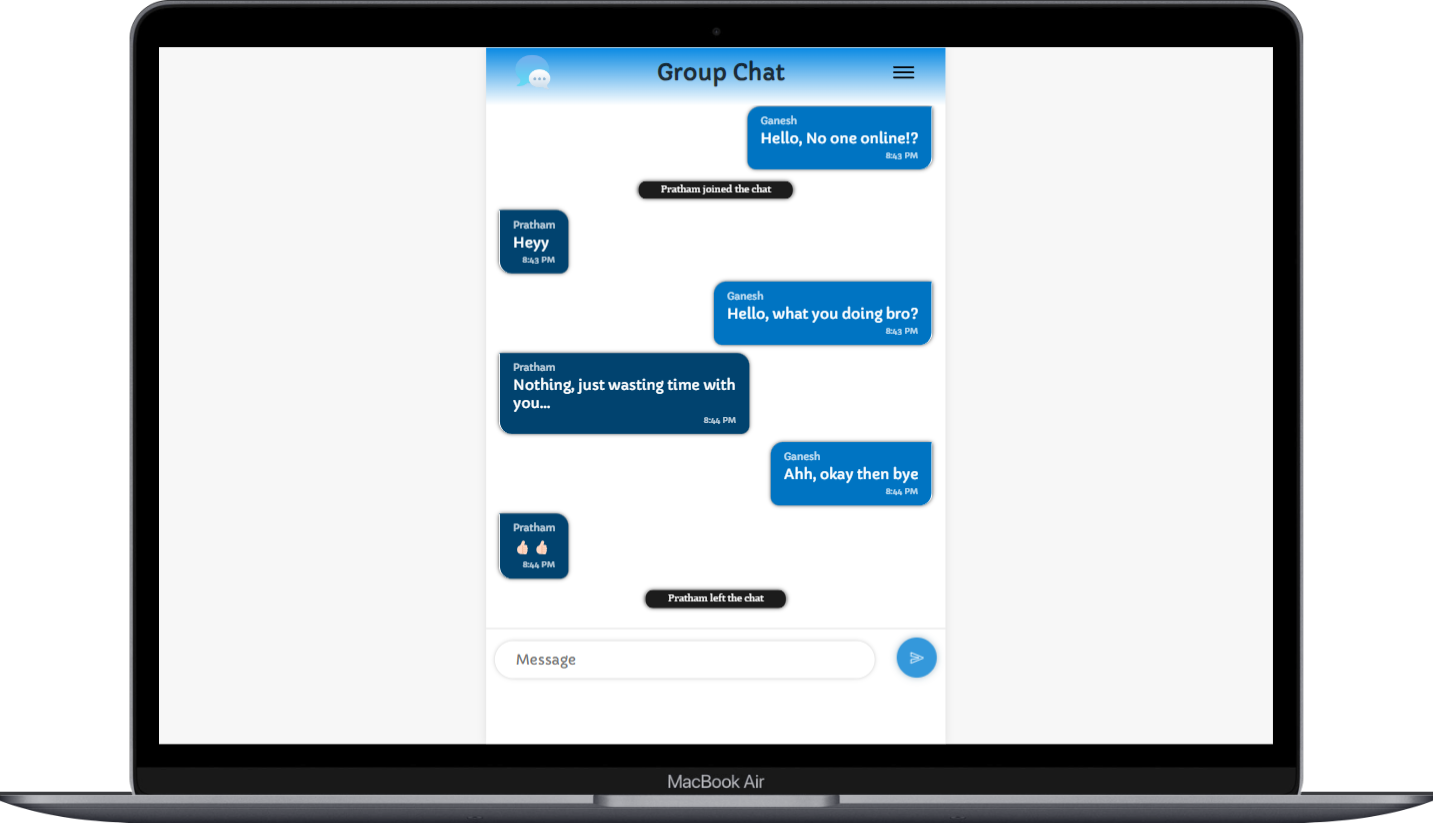 Group Chat
Ganesh
Hello, No one online!?
8:43 PM
Pratham joined the chat
Pratham
Heyy
8:43 PM
Ganesh
Hello, what you doing bro?
8:43 PM
Pratham
Nothing, just wasting time with
you...
8:44 PM
Ganesh
Ahh, okay then bye
8:44 PM
Pratham
👍🏻 👍🏻
8:44 PM
Pratham left the chat
Message
MacBook Air